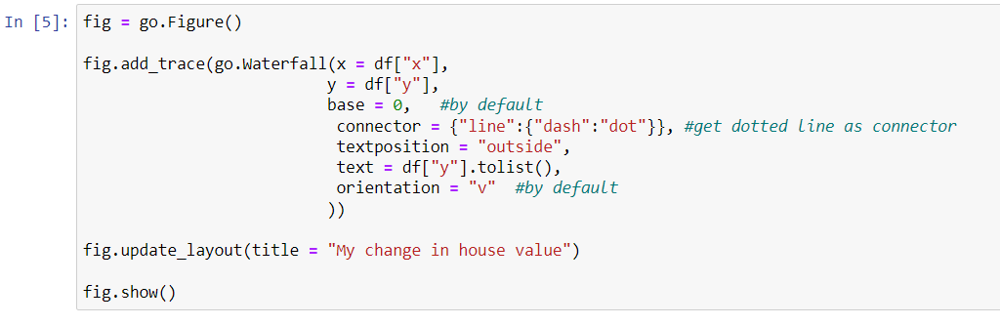 In [5]: fig = go.Figure()
fig.add_trace(go.Waterfall(x = df["x"],
y = df["y"],
base = 0,   #by default
connector = {"line":{"dash":"dot"}}, #get dotted line as connector
textposition = "outside",
text = df["y"].tolist(),
orientation = "v"  #by default
))
fig.update_layout(title = "My change in house value")
fig.show()